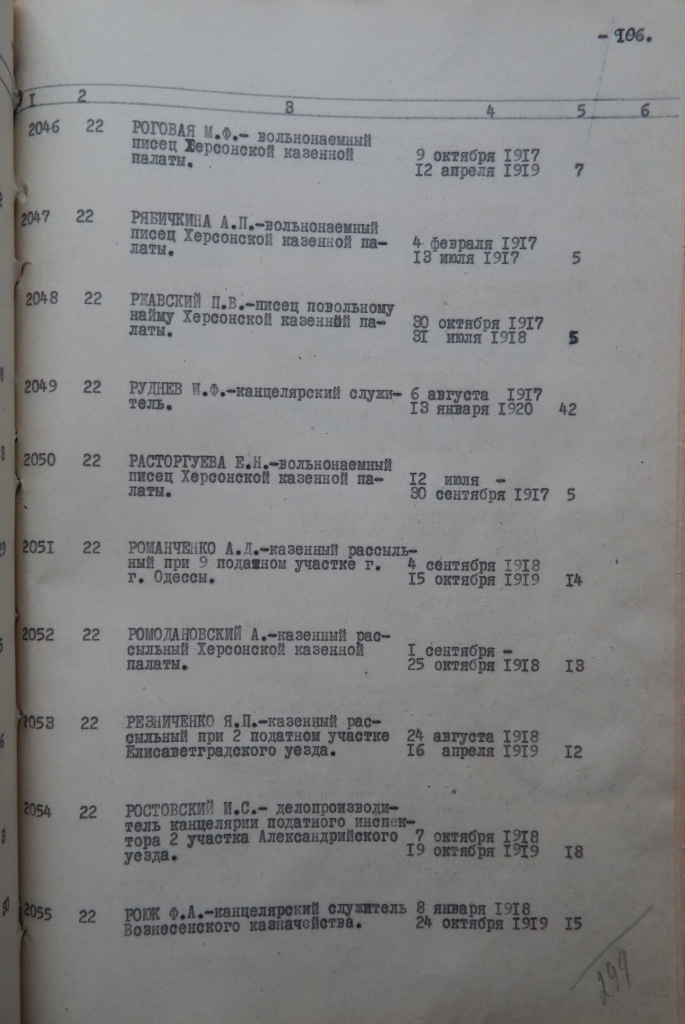 - 106.
1 2 3 4 5 6
2046 22 РОГОВАЯ М.Ф.- вольнонаемный
писец Херсонской казенной 9 октября 1917
палаты. 12 апреля 1919 7
2047 22 РЯБИЧКИНА А.П.-вольнонаемный
писец Херсонской казенной па- 4 февраля 1917
латы. 13 июля 1917 5
2048 22 РЖАВСКИЙ П.В.-писец повольному
найму Херсонской казенной па- 30 октября 1917
латы. 31 июля 1918 5
2049 22 РУДНЕВ И.Ф.-канцелярский служи- 6 августа 1917
тель. 13 января 1920 42
2050 22 РАСТОРГУЕВА Е.Н.-вольнонаемный
писец Херсонской казенной па- 12 июля -
латы. 30 сентября 1917 5
2051 22 РОМАНЧЕНКО А.Д.-казенный рассыль-
ный при 9 податном участке г. 4 сентября 1918
г. Одессы. 15 октября 1919 14
2052 22 РОМОДАНОВСКИЙ А.-казенный рас-
сыльный Херсонской казенной 1 сентября -
палаты. 25 октября 1918 13
2053 22 РЕЗНИЧЕНКО Я.П.-казенный рас-
сыльный при 2 податном участке 24 августа 1918
Елисаветградского уезда. 16 апреля 1919 12
2054 22 РОСТОВСКИЙ И.С.- делопроизводи-
тель канцелярии податного инспек-
тора 2 участка Александрийского 7 октября 1918
уезда. 19 октября 1919 18
2055 22 РОЮК Ф.А.-канцелярский служитель 8 января 1918
Вознесенского казначейства. 24 октября 1919 15
299